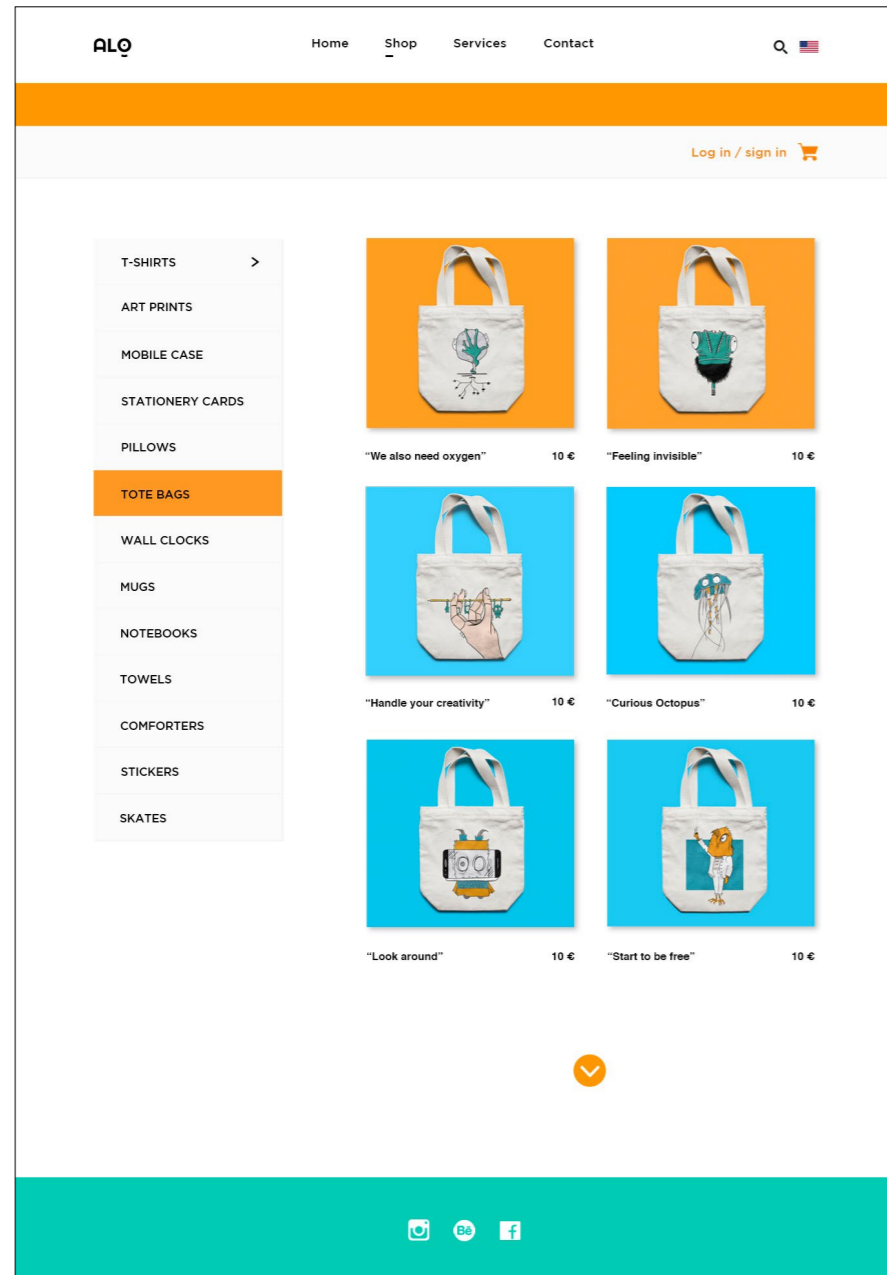 ALO
Home Shop Services Contact
Log in / sign in
T-SHIRTS >
ART PRINTS
MOBILE CASE
STATIONERY CARDS
PILLOWS
TOTE BAGS
WALL CLOCKS
MUGS
NOTEBOOKS
TOWELS
COMFORTERS
STICKERS
SKATES
“We also need oxygen” 10 €
“Feeling invisible” 10 €
“Handle your creativity” 10 €
“Curious Octopus” 10 €
“Look around” 10 €
“Start to be free” 10 €
Bē
f